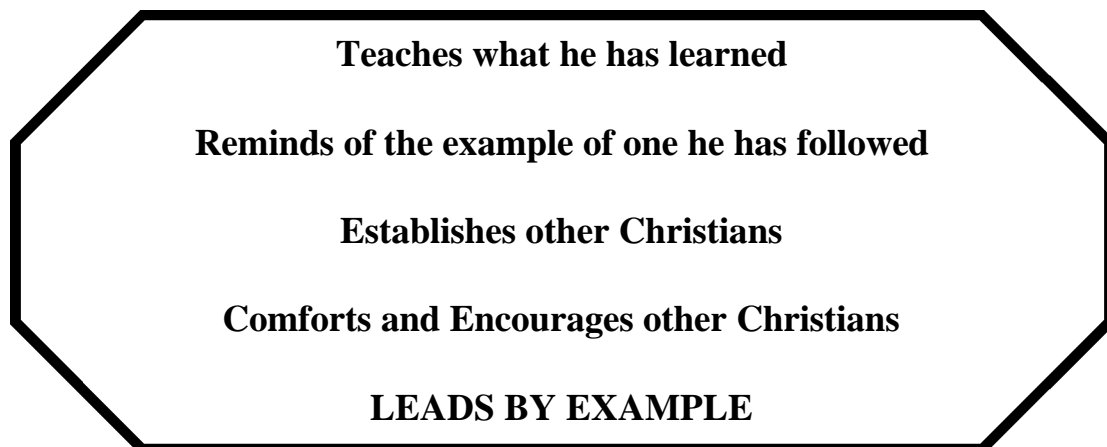 Teaches what he has learned
Reminds of the example of one he has followed
Establishes other Christians
Comforts and Encourages other Christians
LEADS BY EXAMPLE